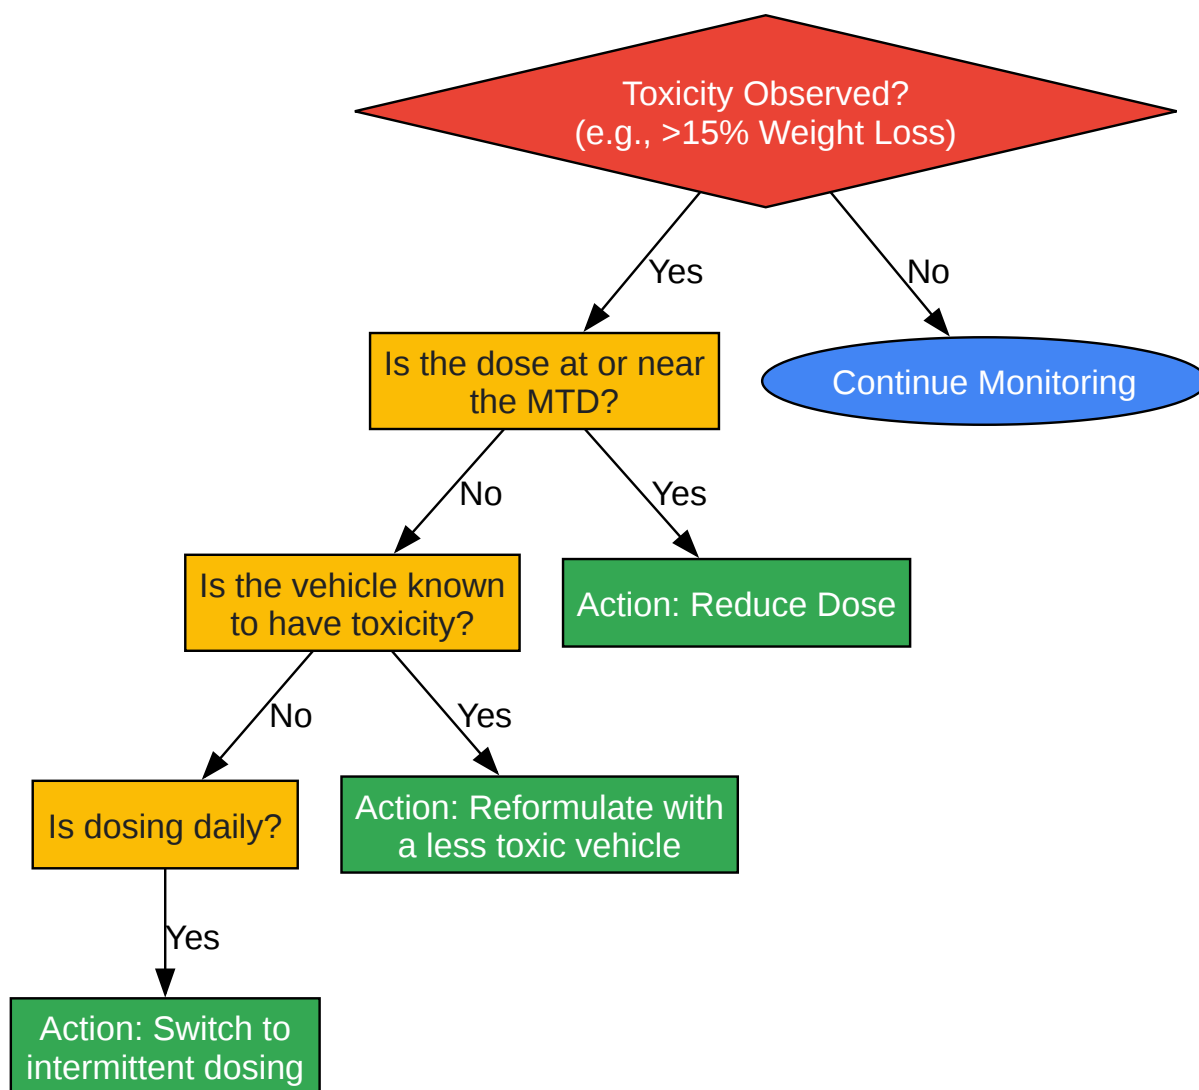 Toxicity Observed?
(e.g., >15% Weight Loss)
Yes
No
Is the dose at or near
the MTD?
Continue Monitoring
No
Yes
Is the vehicle known
to have toxicity?
Action: Reduce Dose
No
Yes
Is dosing daily?
Action: Reformulate with
a less toxic vehicle
Yes
Action: Switch to
intermittent dosing